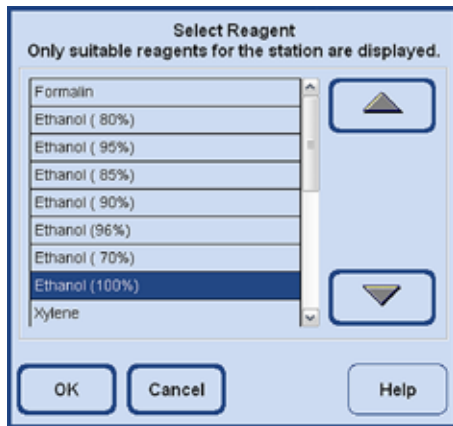 Select Reagent
Only suitable reagents for the station are displayed.
Formalin
Ethanol ( 80%)
Ethanol ( 95%)
Ethanol ( 85%)
Ethanol ( 90%)
Ethanol (96%)
Ethanol ( 70%)
Ethanol (100%)
Xylene
OK
Cancel
Help